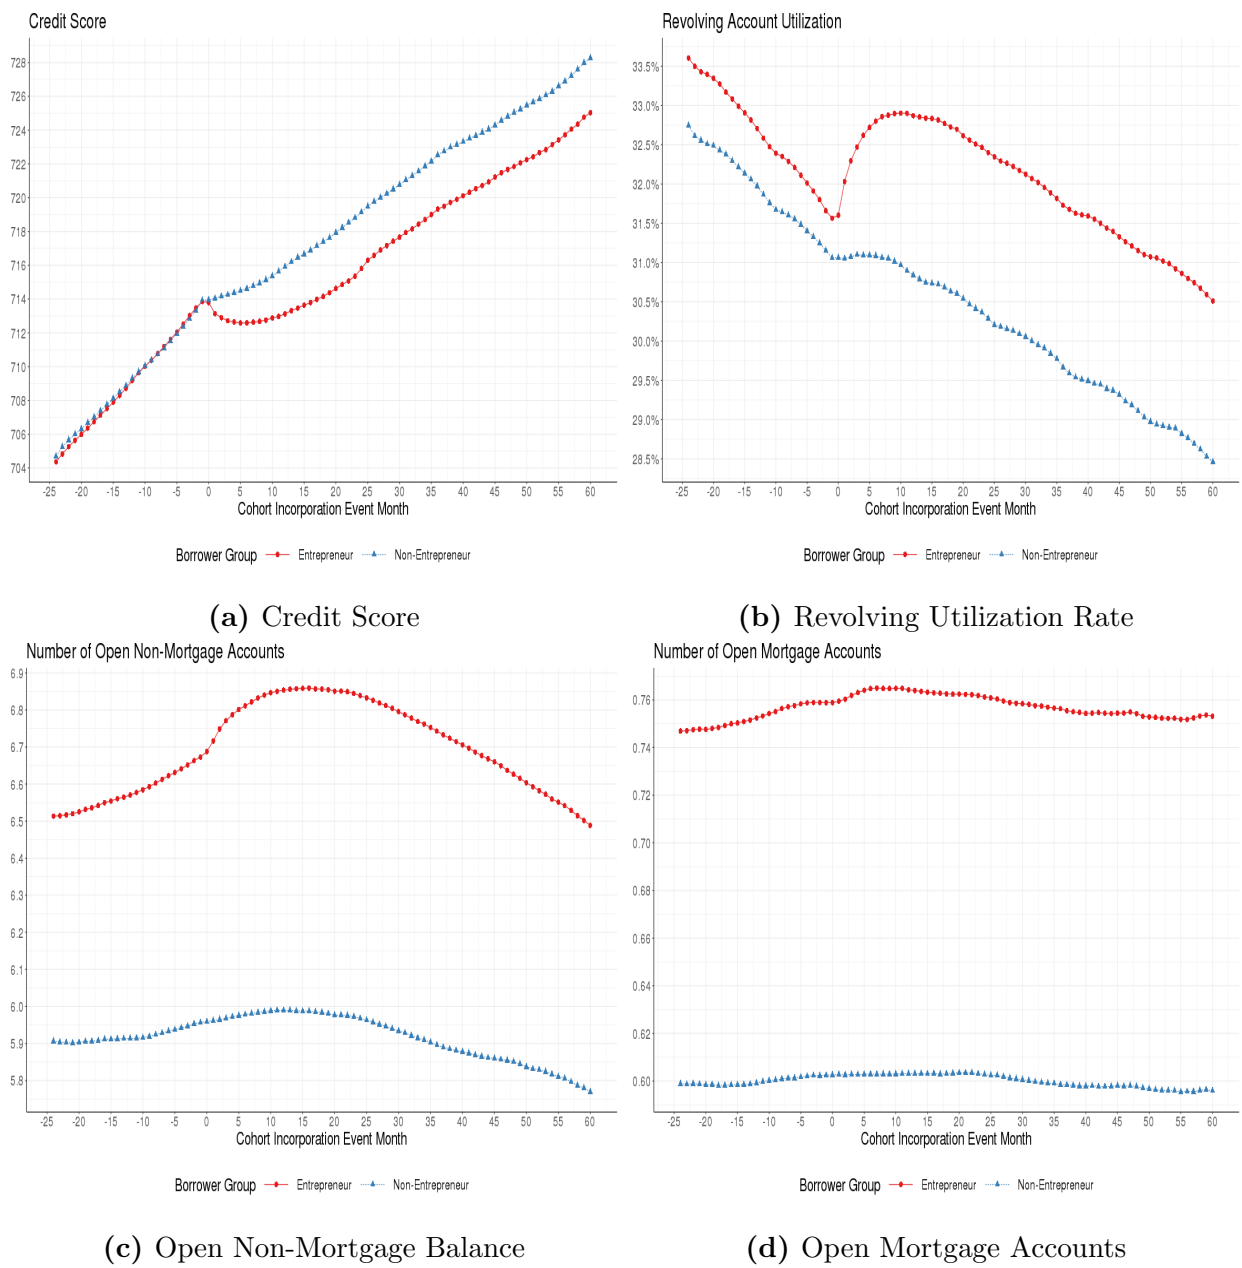 Credit Score
728
726
724
722
720
718
716
714
712
710
708
706
704
-25 -20 -15 -10 -5 0 5 10 15 20 25 30 35 40 45 50 55 60
Cohort Incorporation Event Month
Borrower Group Entrepreneur Non-Entrepreneur
(a) Credit Score
Revolving Account Utilization
33.5%
33.0%
32.5%
32.0%
31.5%
31.0%
30.5%
30.0%
29.5%
29.0%
28.5%
-25 -20 -15 -10 -5 0 5 10 15 20 25 30 35 40 45 50 55 60
Cohort Incorporation Event Month
Borrower Group Entrepreneur Non-Entrepreneur
(b) Revolving Utilization Rate
Number of Open Non-Mortgage Accounts
6.9
6.8
6.7
6.6
6.5
6.4
6.3
6.2
6.1
6.0
5.9
5.8
-25 -20 -15 -10 -5 0 5 10 15 20 25 30 35 40 45 50 55 60
Cohort Incorporation Event Month
Borrower Group Entrepreneur Non-Entrepreneur
(c) Open Non-Mortgage Balance
Number of Open Mortgage Accounts
0.76
0.74
0.72
0.70
0.68
0.66
0.64
0.62
0.60
-25 -20 -15 -10 -5 0 5 10 15 20 25 30 35 40 45 50 55 60
Cohort Incorporation Event Month
Borrower Group Entrepreneur Non-Entrepreneur
(d) Open Mortgage Accounts